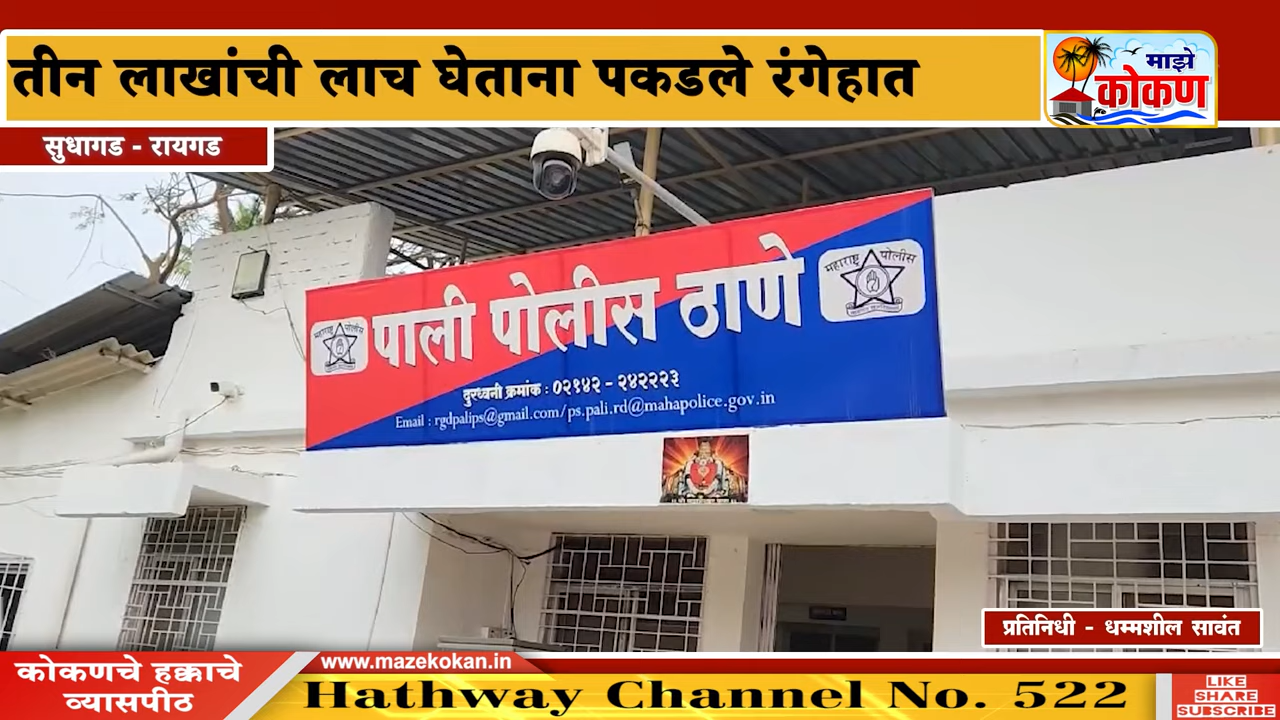 तीन लाखांची लाच घेताना पकडले रंगेहात
माझे
कोकण
सुधागड - रायगड
पाली पोलीस ठाणे
महाराष्ट्र पोलीस
महाराष्ट्र पोलीस
दुरध्वनी क्रमांक : ०२१४२ - २४२२२३
Email : rgdpalips@gmail.com/ps.pali.rd@mahapolice.gov.in
प्रतिनिधी - धम्मशील सावंत
कोकणचे हक्काचे
व्यासपीठ
www.mazekokan.in
Hathway Channel No. 522
LIKE
SHARE
SUBSCRIBE